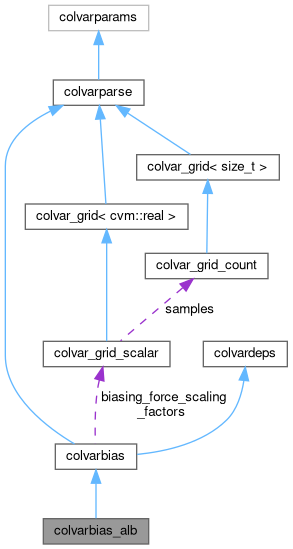 colvarparams
colvarparse
colvar_grid< size_t >
colvar_grid< cvm::real >
colvar_grid_count
samples
colvar_grid_scalar
colvardeps
biasing_force_scaling
_factors
colvarbias
colvarbias_alb